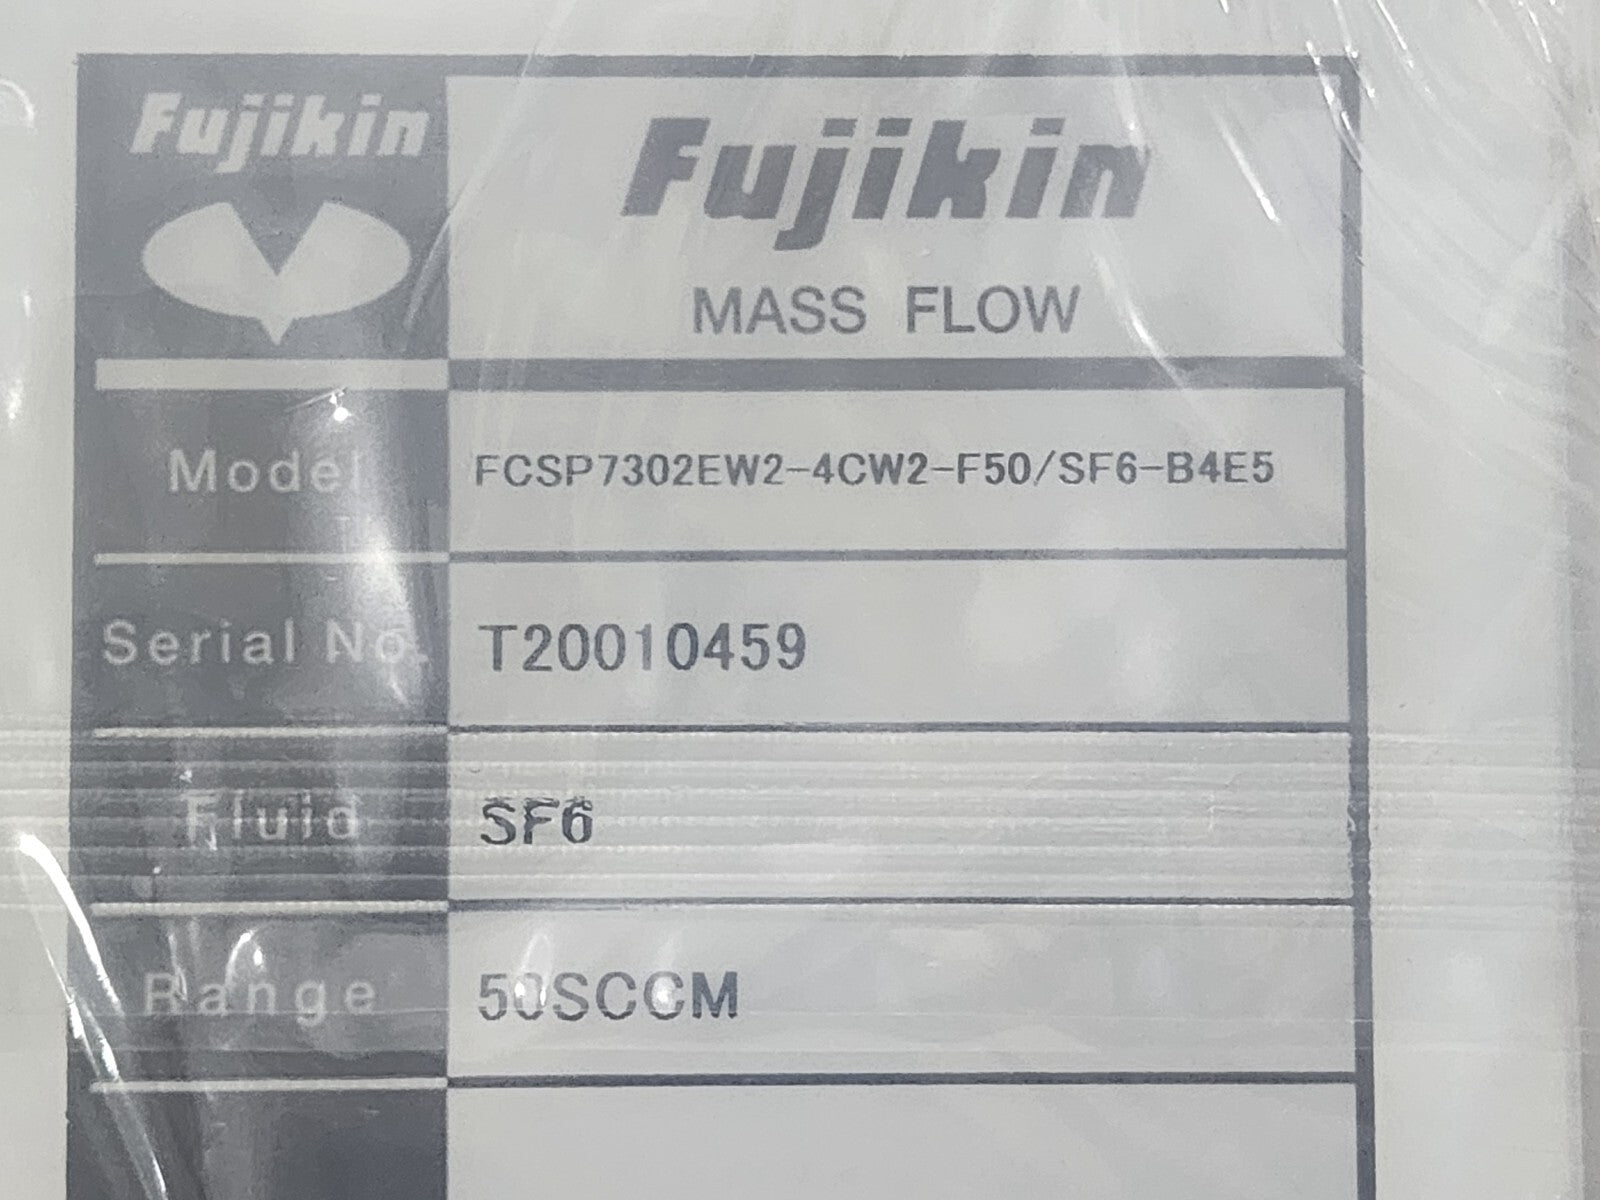 Fujikin
Fujikin
MASS FLOW
Model FCSP7302EW2-4CW2-F50/SF6-B4E5
Serial No. T20010459
Fluid SF6
Range 50SCCM